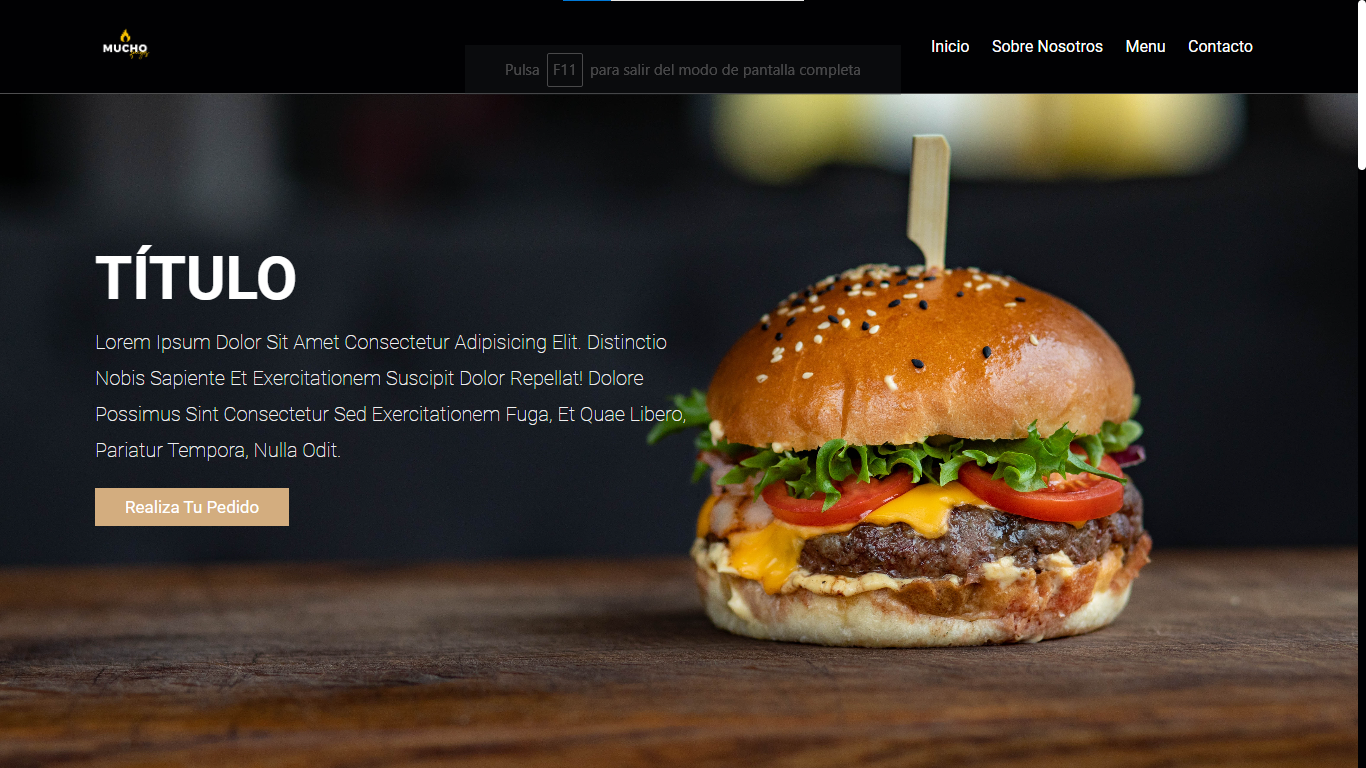 MUCHO
Inicio Sobre Nosotros Menu Contacto
Pulsa F11 para salir del modo de pantalla completa
TÍTULO
Lorem Ipsum Dolor Sit Amet Consectetur Adipisicing Elit. Distinctio
Nobis Sapiente Et Exercitationem Suscipit Dolor Repellat! Dolore
Possimus Sint Consectetur Sed Exercitationem Fuga, Et Quae Libero,
Pariatur Tempora, Nulla Odit.
Realiza Tu Pedido